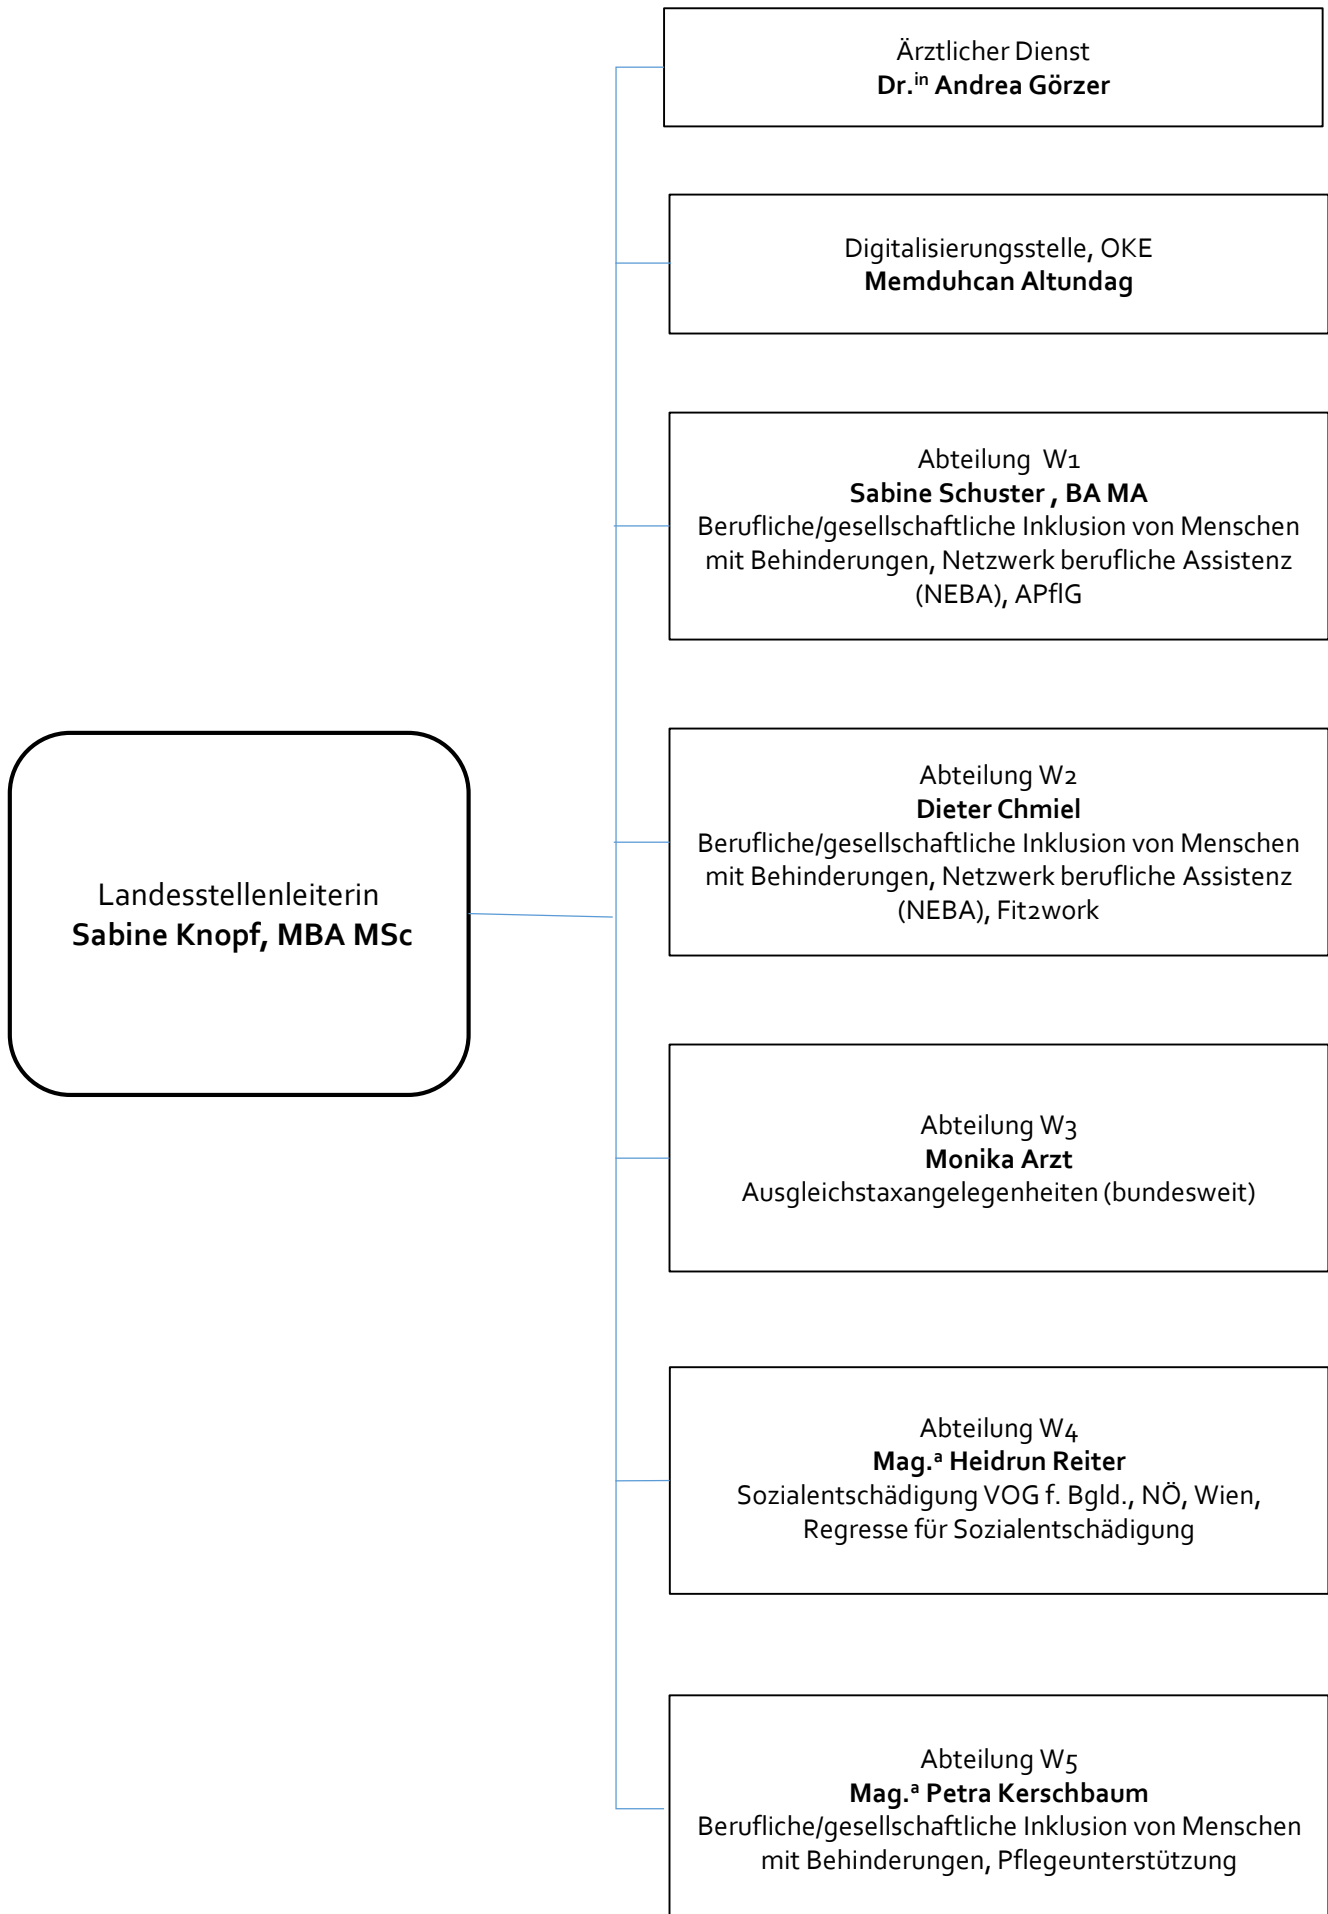 Ärztlicher Dienst
Dr.ⁱⁿ Andrea Görzer
Digitalisierungsstelle, OKE
Memduhcan Altundag
Abteilung W1
Sabine Schuster , BA MA
Berufliche/gesellschaftliche Inklusion von Menschen
mit Behinderungen, Netzwerk berufliche Assistenz
(NEBA), APflG
Abteilung W2
Dieter Chmiel
Berufliche/gesellschaftliche Inklusion von Menschen
mit Behinderungen, Netzwerk berufliche Assistenz
(NEBA), Fit2work
Landesstellenleiterin
Sabine Knopf, MBA MSc
Abteilung W3
Monika Arzt
Ausgleichstaxangelegenheiten (bundesweit)
Abteilung W4
Mag.ª Heidrun Reiter
Sozialentschädigung VOG f. Bgld., NÖ, Wien,
Regresse für Sozialentschädigung
Abteilung W5
Mag.ª Petra Kerschbaum
Berufliche/gesellschaftliche Inklusion von Menschen
mit Behinderungen, Pflegeunterstützung